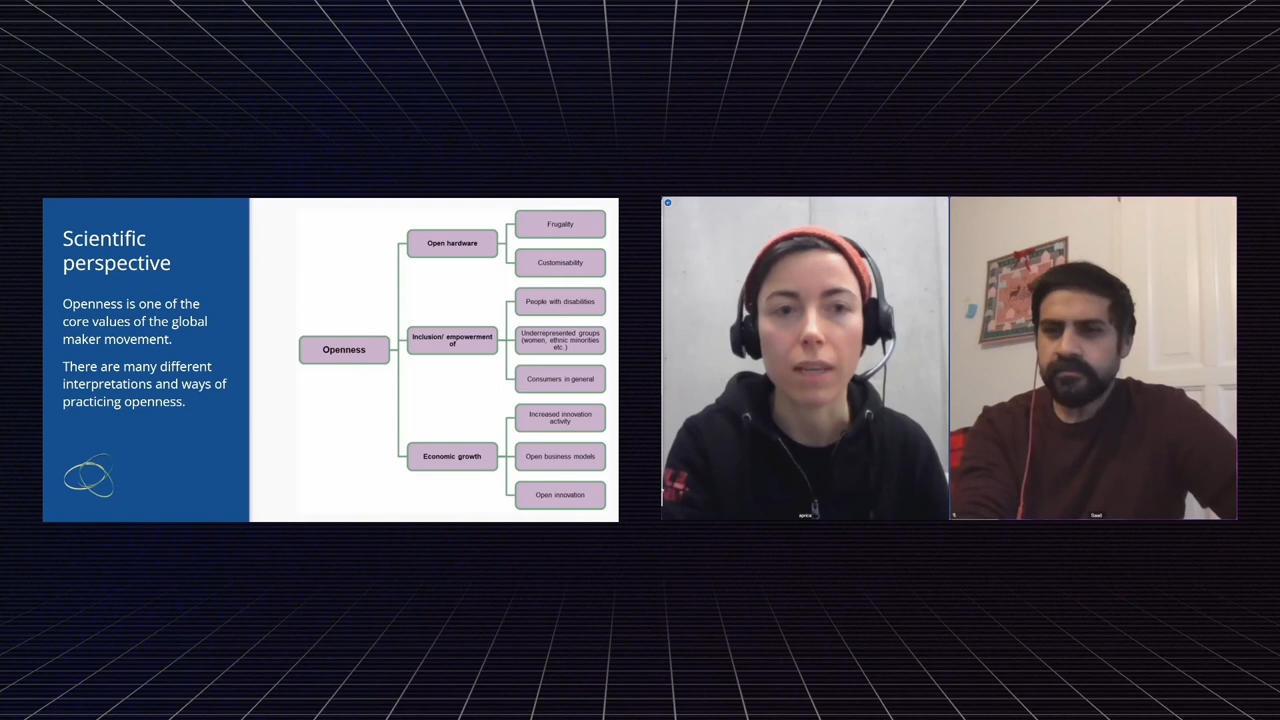 Scientific
perspective
Openness is one of the
core values of the global
maker movement.
There are many different
interpretations and ways of
practicing openness.
Openness
Open hardware
Frugality
Customisability
Inclusion/ empowerment
of
People with disabilities
Underrepresented groups
(women, ethnic minorities
etc.)
Consumers in general
Economic growth
Increased innovation
activity
Open business models
Open innovation
aprica
Saad